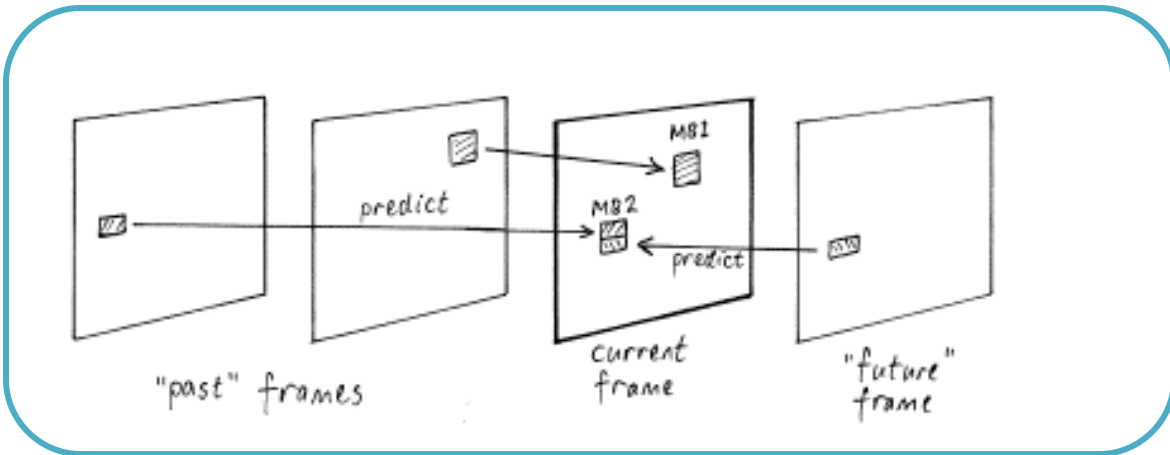 MB1
predict
MB2
predict
current
frame
"past" frames
"future"
frame